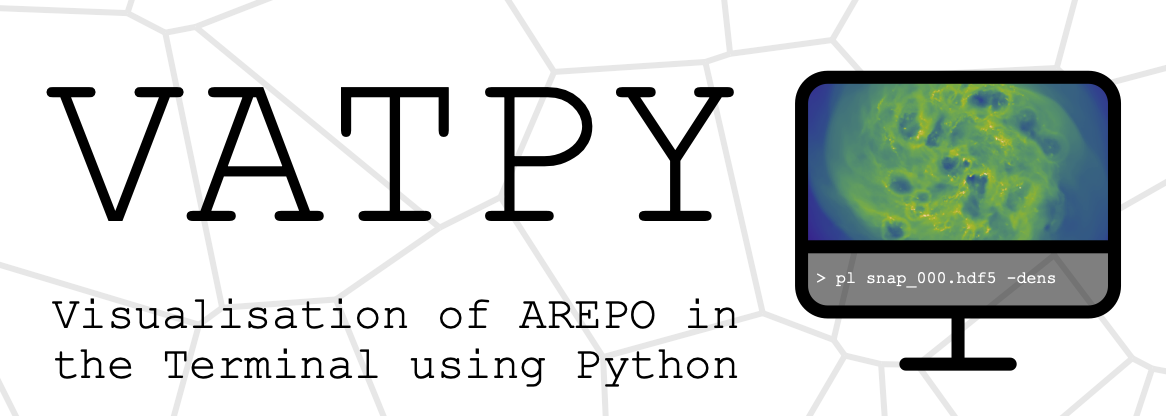 VATPY
Visualisation of AREPO in
the Terminal using Python
> pl snap_000.hdf5 -dens